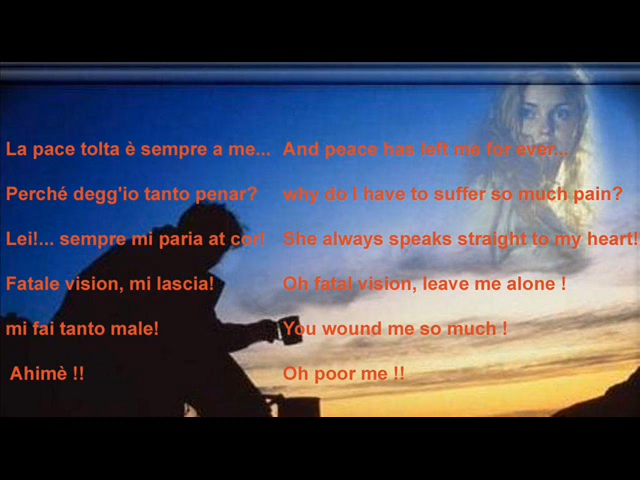 La pace tolta è sempre a me... And peace has left me for ever...
Perché degg'io tanto penar? why do I have to suffer so much pain?
Lei!... sempre mi paria at cor! She always speaks straight to my heart!
Fatale vision, mi lascia! Oh fatal vision, leave me alone !
mi fai tanto male! You wound me so much !
Ahimè !! Oh poor me !!